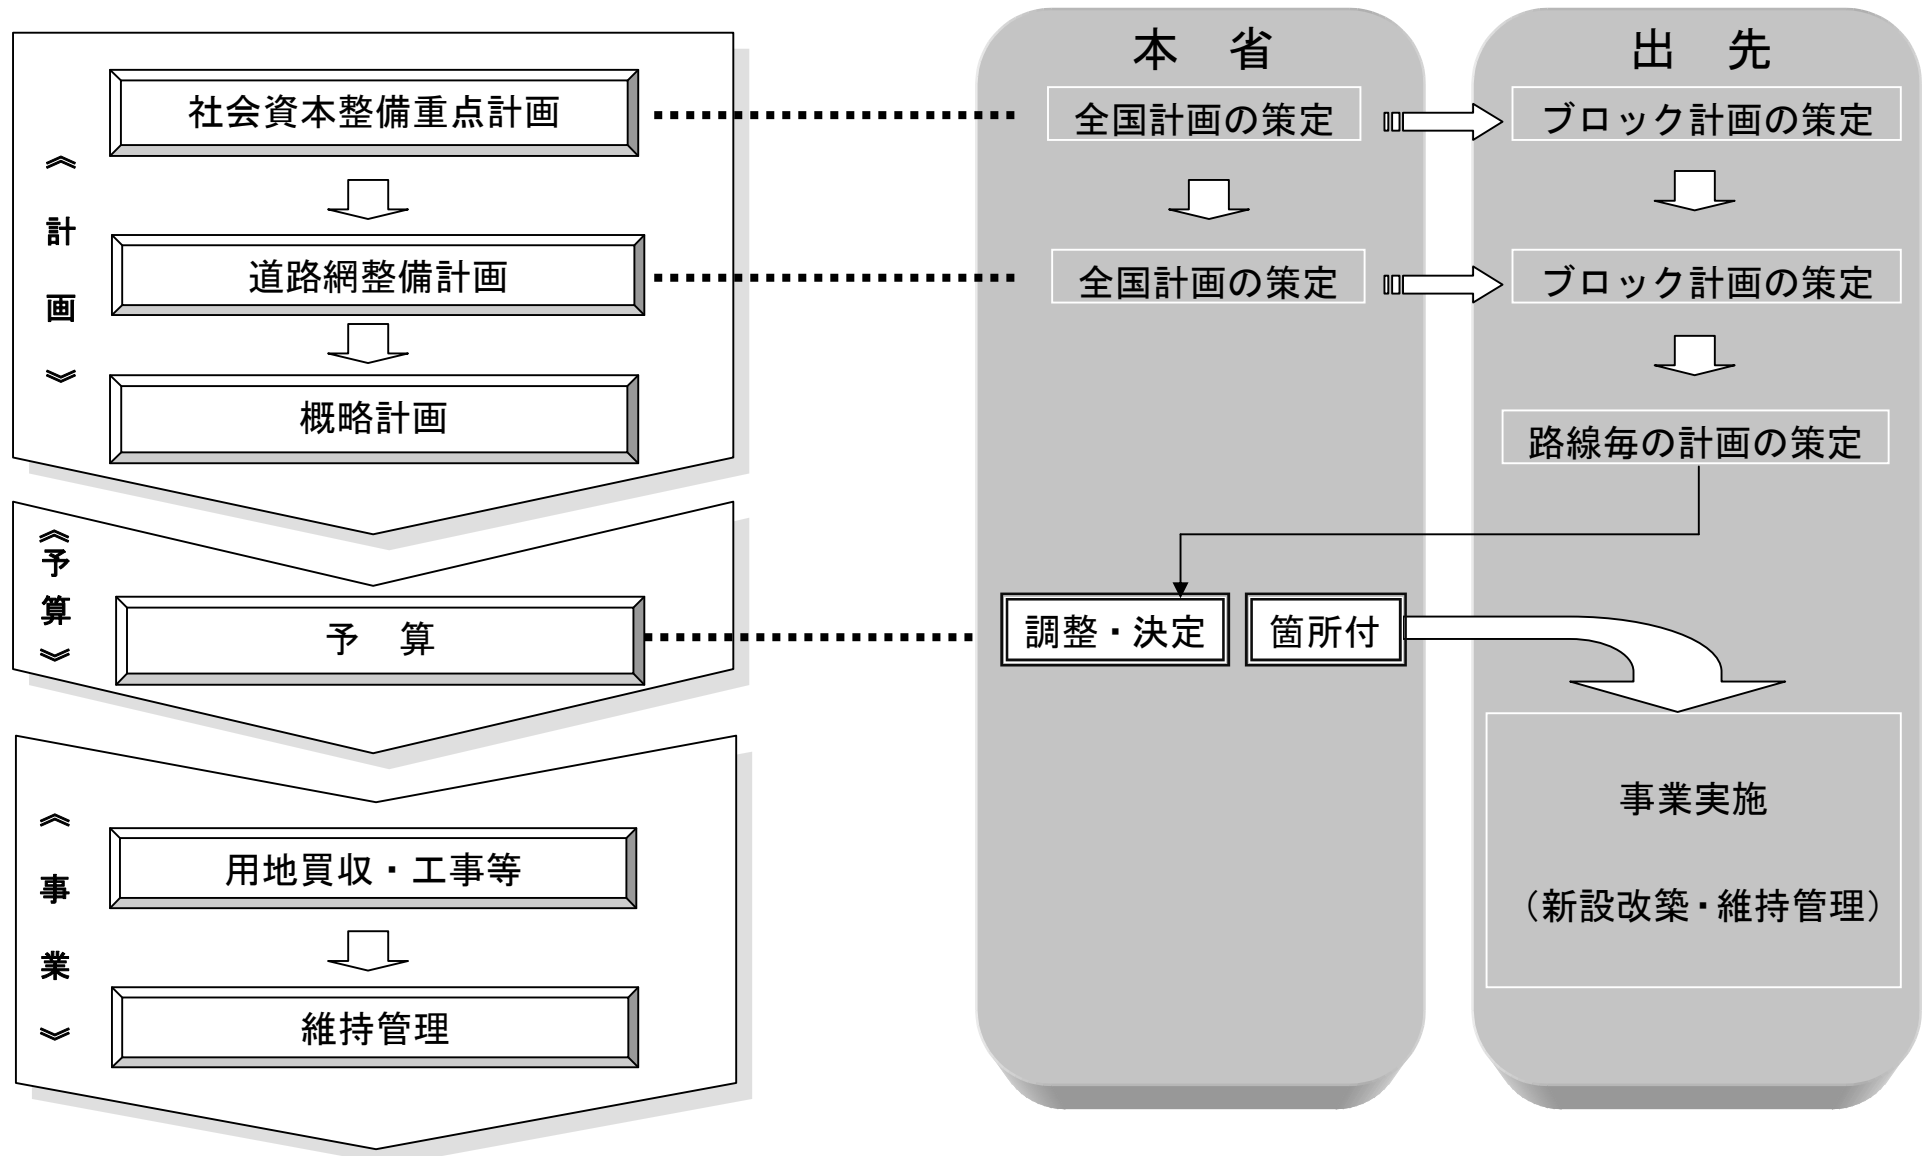 《計画》
社会資本整備重点計画
道路網整備計画
概略計画
《予算》
予　算
《事業》
用地買収・工事等
維持管理
本　省
全国計画の策定
全国計画の策定
調整・決定
箇所付
出　先
ブロック計画の策定
ブロック計画の策定
路線毎の計画の策定
事業実施
（新設改築・維持管理）